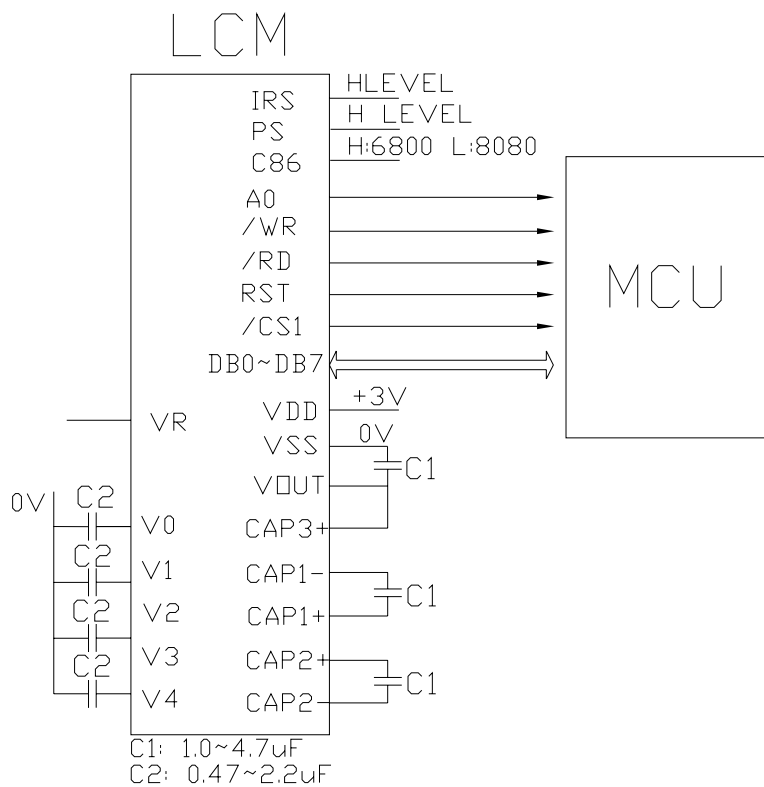 LCM
HLEVEL
IRS
H LEVEL
PS
H:6800 L:8080
C86
A0
/WR
/RD
RST
/CS1
MCU
DB0~DB7
+3V
VDD
VR
0V
VSS
C1
VOUT
0V
C2
V0
CAP3+
C2
V1
CAP1-
C1
C2
V2
CAP1+
C2
V3
CAP2+
C1
V4
CAP2-
C1: 1.0~4.7uF
C2: 0.47~2.2uF